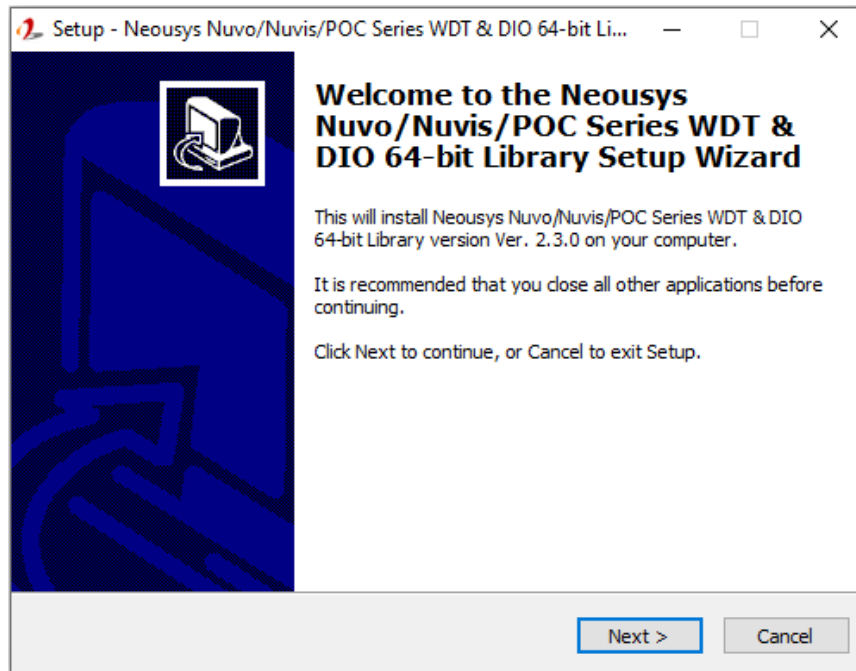 Setup - Neousys Nuvo/Nuvis/POC Series WDT & DIO 64-bit Li...
Welcome to the Neousys
Nuvo/Nuvis/POC Series WDT &
DIO 64-bit Library Setup Wizard
This will install Neousys Nuvo/Nuvis/POC Series WDT & DIO
64-bit Library version Ver. 2.3.0 on your computer.
It is recommended that you close all other applications before
continuing.
Click Next to continue, or Cancel to exit Setup.
Next >
Cancel